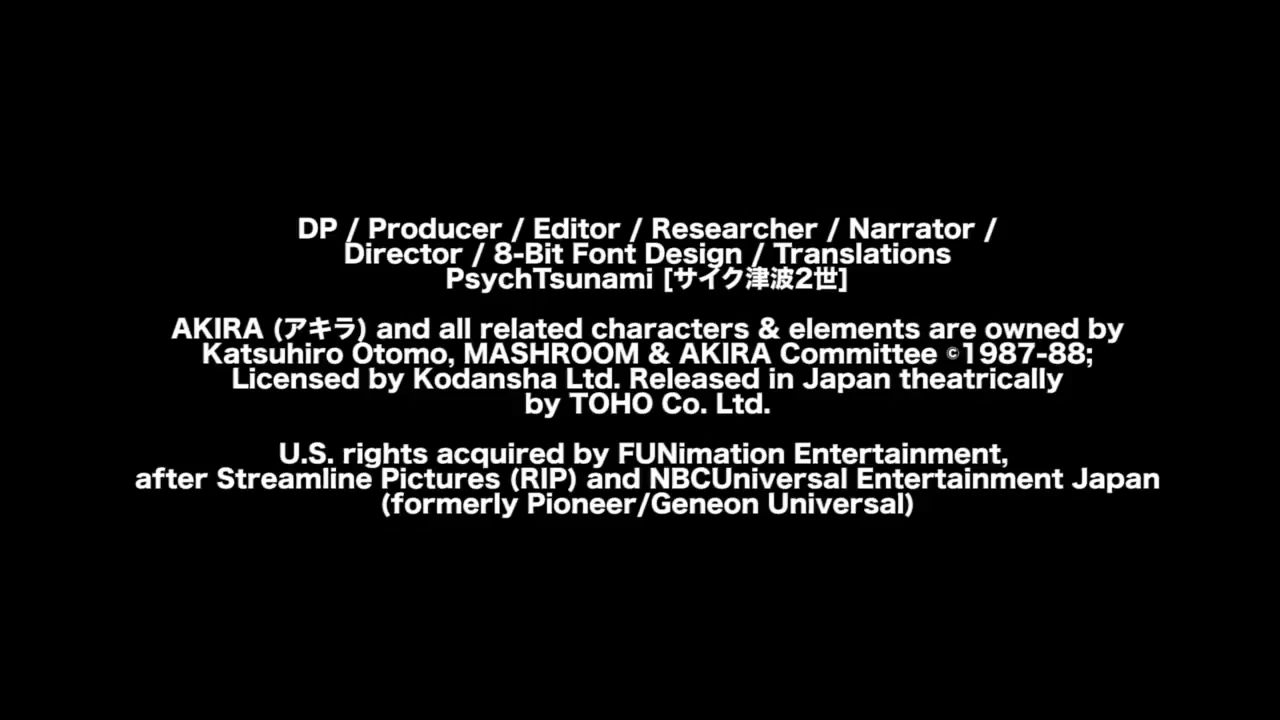 DP / Producer / Editor / Researcher / Narrator /
Director / 8-Bit Font Design / Translations
PsychTsunami [サイク津波2世]
AKIRA (アキラ) and all related characters & elements are owned by
Katsuhiro Otomo, MASHROOM & AKIRA Committee ©1987-88;
Licensed by Kodansha Ltd. Released in Japan theatrically
by TOHO Co. Ltd.
U.S. rights acquired by FUNimation Entertainment,
after Streamline Pictures (RIP) and NBCUniversal Entertainment Japan
(formerly Pioneer/Geneon Universal)